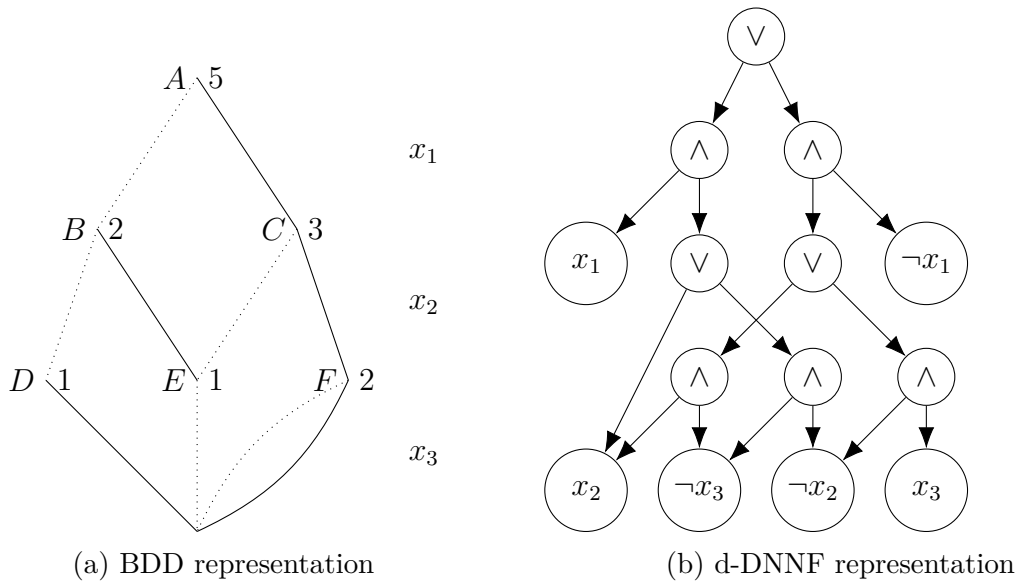 ∨
A 5
∧ ∧
x₁
B 2 C 3
x₁ ∨ ∨ ¬x₁
x₂
D 1 E 1 F 2
∧ ∧ ∧
x₃
x₂ ¬x₃ ¬x₂ x₃
(a) BDD representation
(b) d-DNNF representation